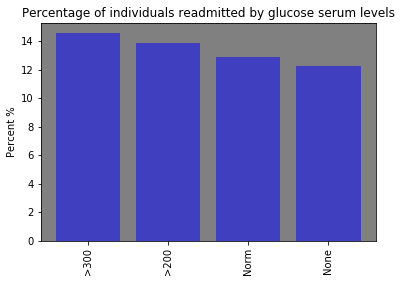 Percentage of individuals readmitted by glucose serum levels
Percent %
14
12
10
8
6
4
2
0
>300
>200
Norm
None